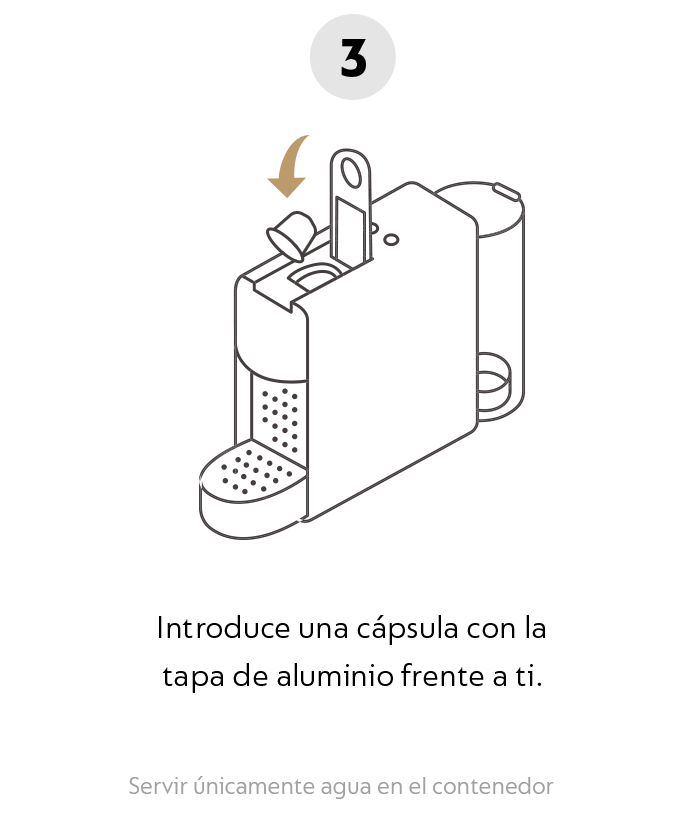 3
Introduce una cápsula con la
tapa de aluminio frente a ti.
Servir únicamente agua en el contenedor